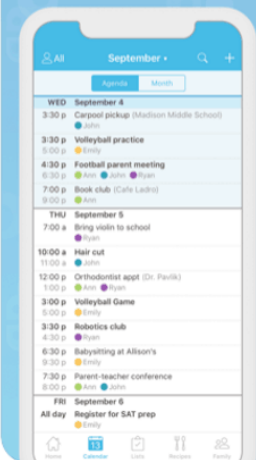 All September
Agenda Month
WED September 4
3:30 p Carpool pickup (Madison Middle School)
John
3:30 p Volleyball practice
5:00 p Emily
4:30 p Football parent meeting
6:30 p Ann John Ryan
7:00 p Book club (Cafe Ladro)
9:00 p Ann
THU September 5
7:00 a Bring violin to school
Ryan
10:00 a Hair cut
11:00 a John
12:00 p Orthodontist appt (Dr. Pavlik)
1:00 p Ann Ryan
3:00 p Volleyball Game
5:00 p Emily
3:30 p Robotics club
4:30 p Ryan
6:30 p Babysitting at Allison's
9:30 p Emily
7:30 p Parent-teacher conference
8:00 p Ann John
FRI September 6
All day Register for SAT prep
Emily
13
Home Calendar Lists Recipes Family